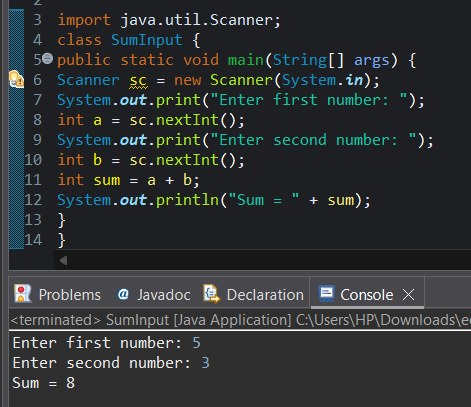 2
3 import java.util.Scanner;
4 class SumInput {
5 public static void main(String[] args) {
6 Scanner sc = new Scanner(System.in);
7 System.out.print("Enter first number: ");
8 int a = sc.nextInt();
9 System.out.print("Enter second number: ");
10 int b = sc.nextInt();
11 int sum = a + b;
12 System.out.println("Sum = " + sum);
13 }
14 }
Problems @ Javadoc Declaration Console
<terminated> SumInput [Java Application] C:\Users\HP\Downloads\e
Enter first number: 5
Enter second number: 3
Sum = 8